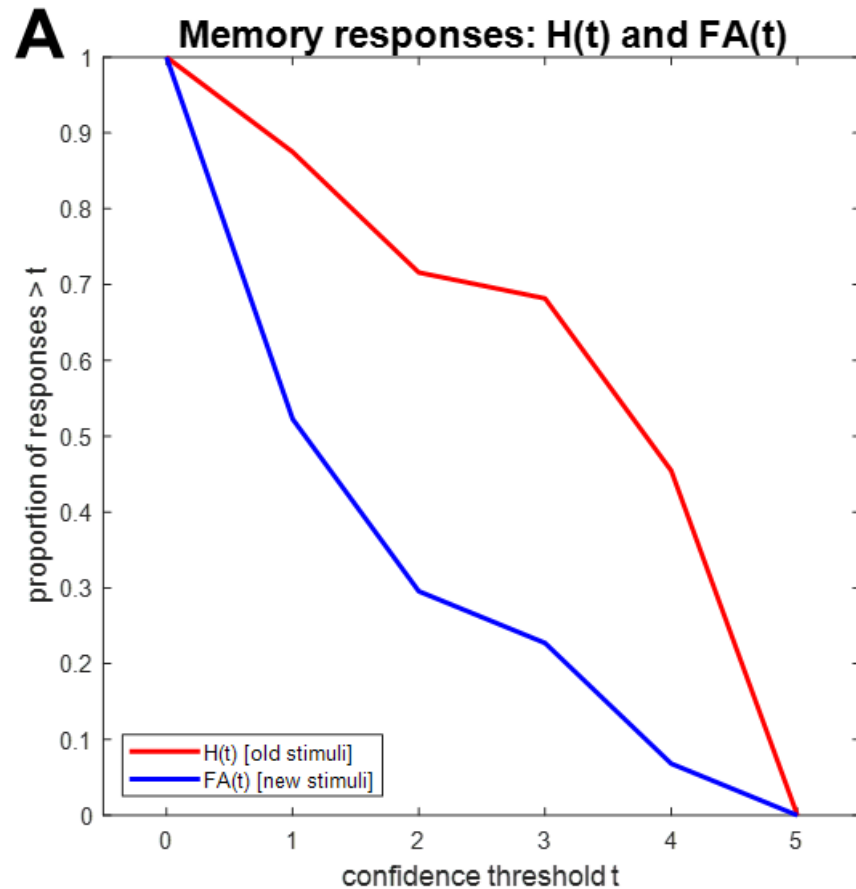 A
Memory responses: H(t) and FA(t)
1
0.9
0.8
0.7
0.6
0.5
0.4
0.3
0.2
0.1
0
proportion of responses > t
H(t) [old stimuli]
FA(t) [new stimuli]
0 1 2 3 4 5
confidence threshold t